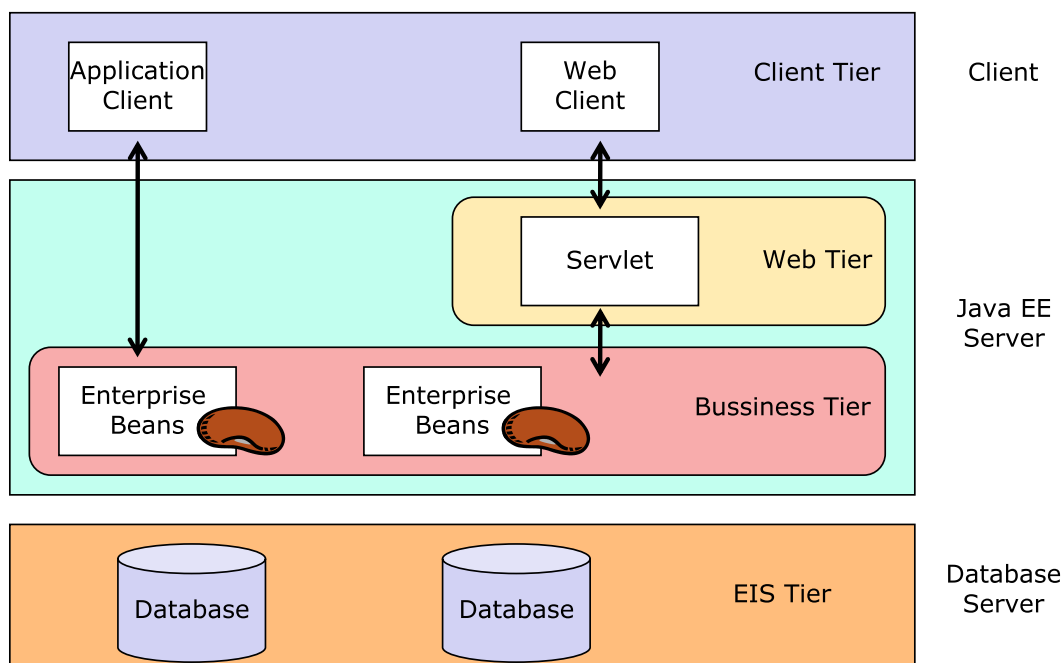 Application
Client
Web
Client
Client Tier
Client
Servlet
Web Tier
Java EE
Server
Enterprise
Beans
Enterprise
Beans
Bussiness Tier
Database
Database
EIS Tier
Database
Server